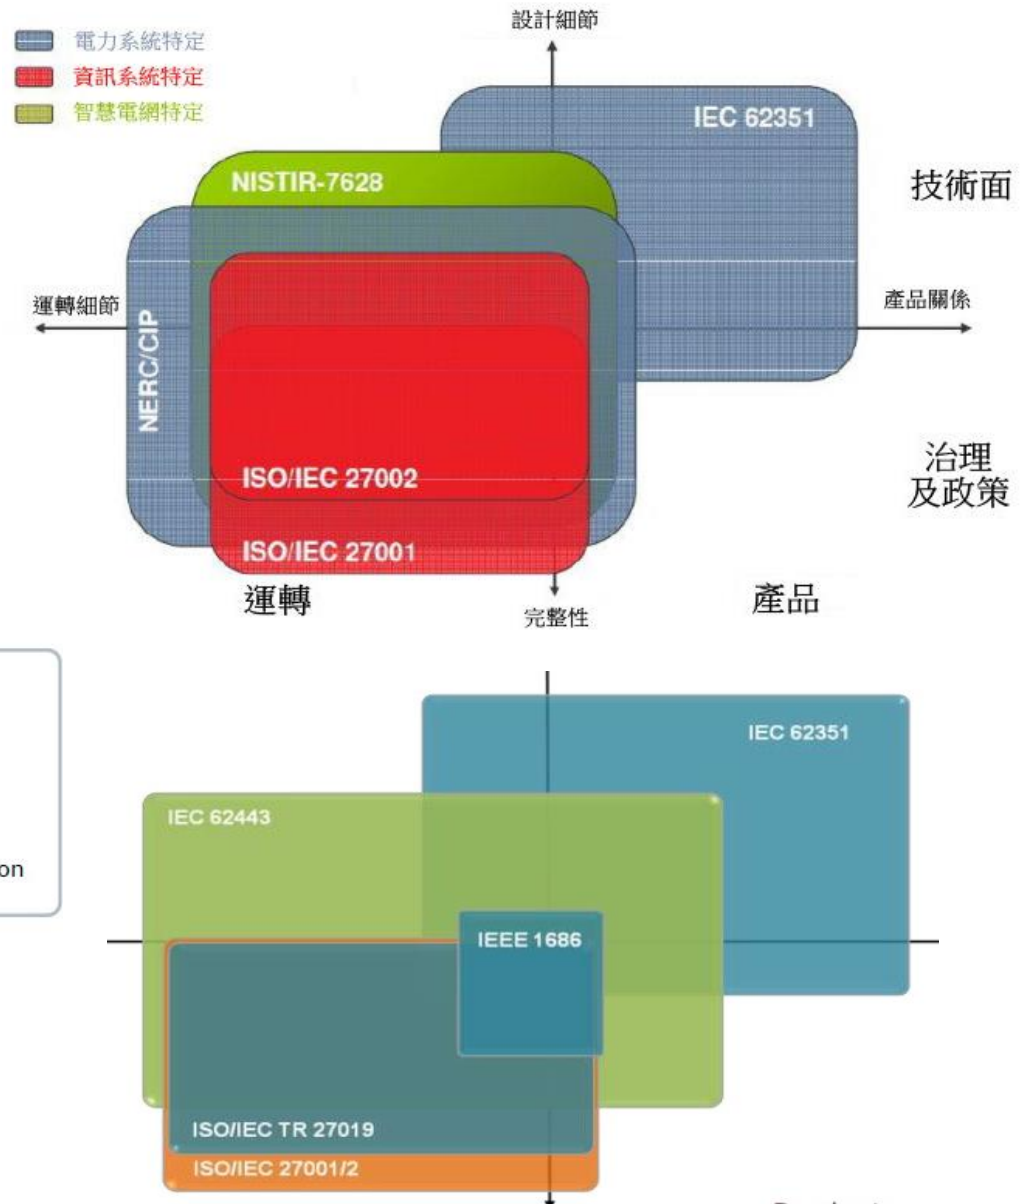 設計細節
電力系統特定
資訊系統特定
智慧電網特定
IEC 62351
NISTIR-7628
技術面
運轉細節
產品關係
NERC/CIP
治理
及政策
ISO/IEC 27002
ISO/IEC 27001
運轉
產品
完整性
IEC 62351
IEC 62443
on
IEEE 1686
ISO/IEC TR 27019
ISO/IEC 27001/2